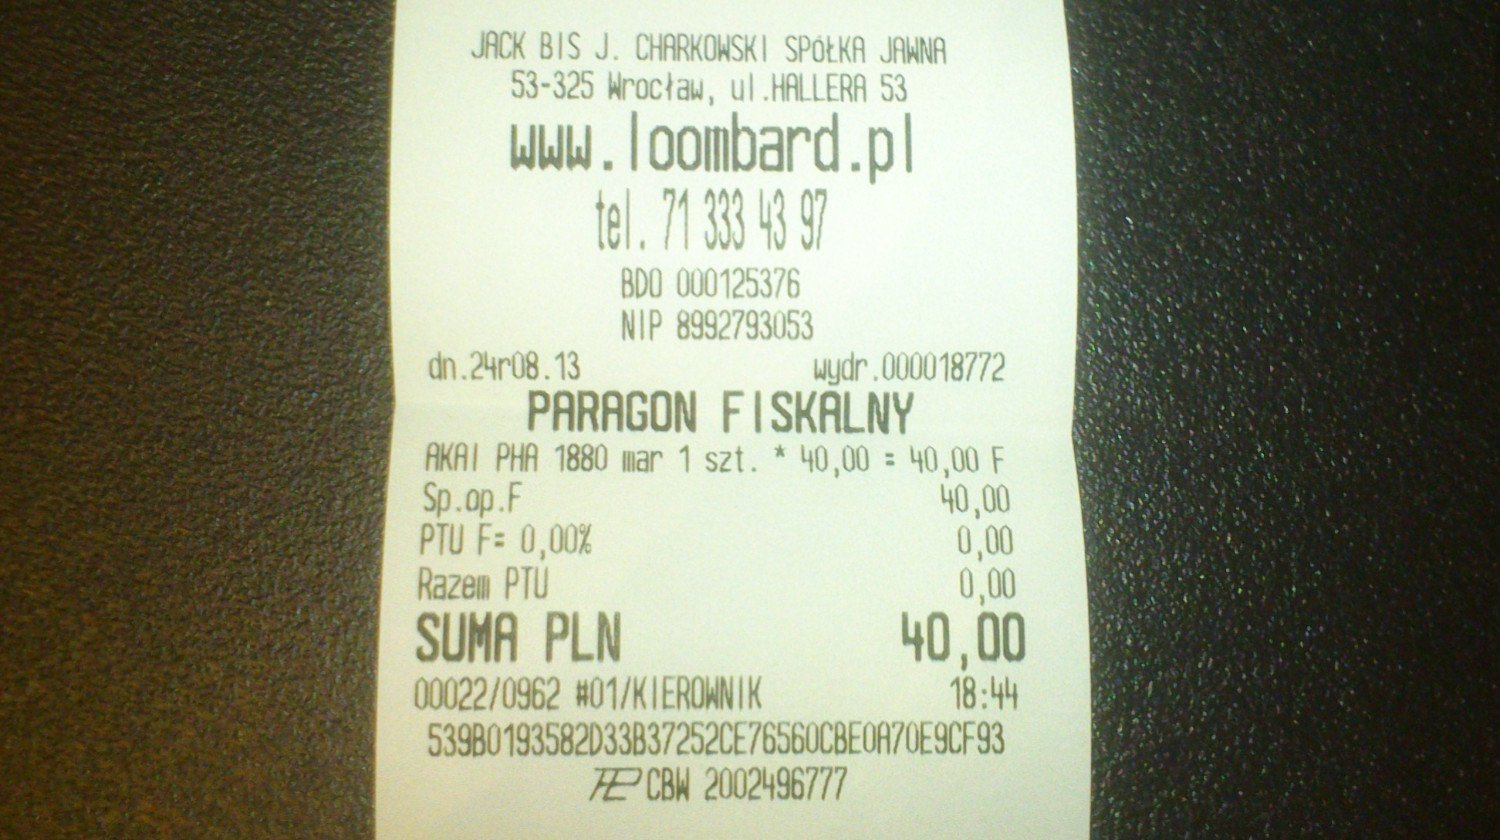 JACK BIS J. CHARKOWSKI SPÓŁKA JAWNA
53-325 Wrocław, ul.HALLERA 53
www.loombard.pl
tel. 71 333 43 97
BDO 000125376
NIP 8992793053
dn.24r08.13 wydr.000018772
PARAGON FISKALNY
AKAI PHA 1880 mar 1 szt. * 40,00 = 40,00 F
Sp.op.F 40,00
PTU F= 0,00% 0,00
Razem PTU 0,00
SUMA PLN 40,00
00022/0962 #01/KIEROWNIK 18:44
539B0193582D33B37252CE76560CBE0A70E9CF93
CBW 2002496777